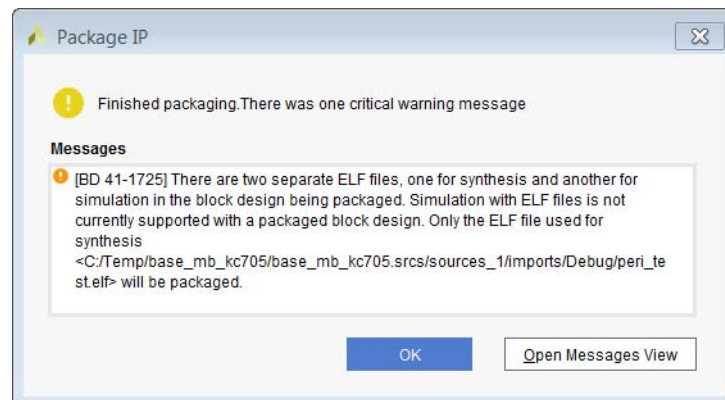 Package IP
Finished packaging.There was one critical warning message
Messages
[BD 41-1725] There are two separate ELF files, one for synthesis and another for
simulation in the block design being packaged. Simulation with ELF files is not
currently supported with a packaged block design. Only the ELF file used for
synthesis
<C:/Temp/base_mb_kc705/base_mb_kc705.srcs/sources_1/imports/Debug/peri_te
st.elf> will be packaged.
OK
Open Messages View